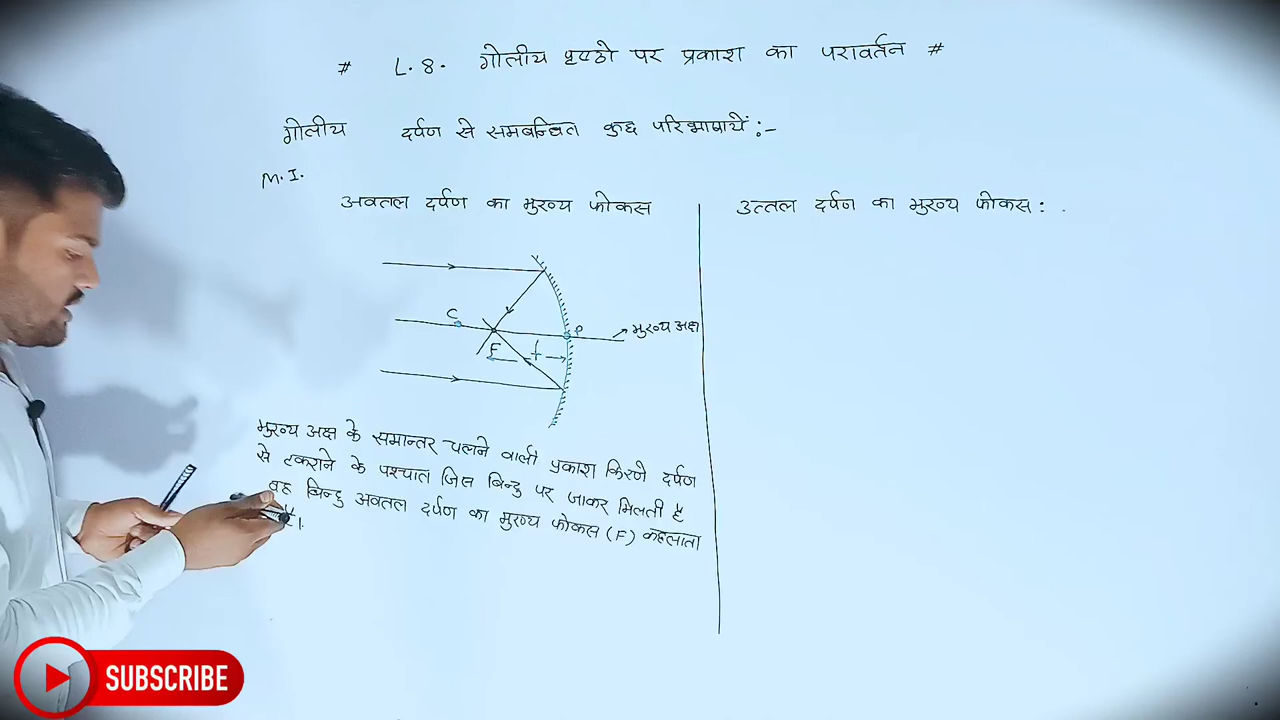 # L.8. गोलीय पृष्ठो पर प्रकाश का परावर्तन #
गोलीय दर्पण से समबन्धित कुछ परिभाषायें :-
M.I.
अवतल दर्पण का मुख्य फोकस
उत्तल दर्पण का मुख्य फोकस :
C
P
मुख्य अक्ष
F
f
मुख्य अक्ष के समान्तर चलने वाली प्रकाश किरणे दर्पण
से टकराने के पश्चात जिस बिन्दु पर जाकर मिलती है
वह बिन्दु अवतल दर्पण का मुख्य फोकस (F) कहलाता
है।
SUBSCRIBE